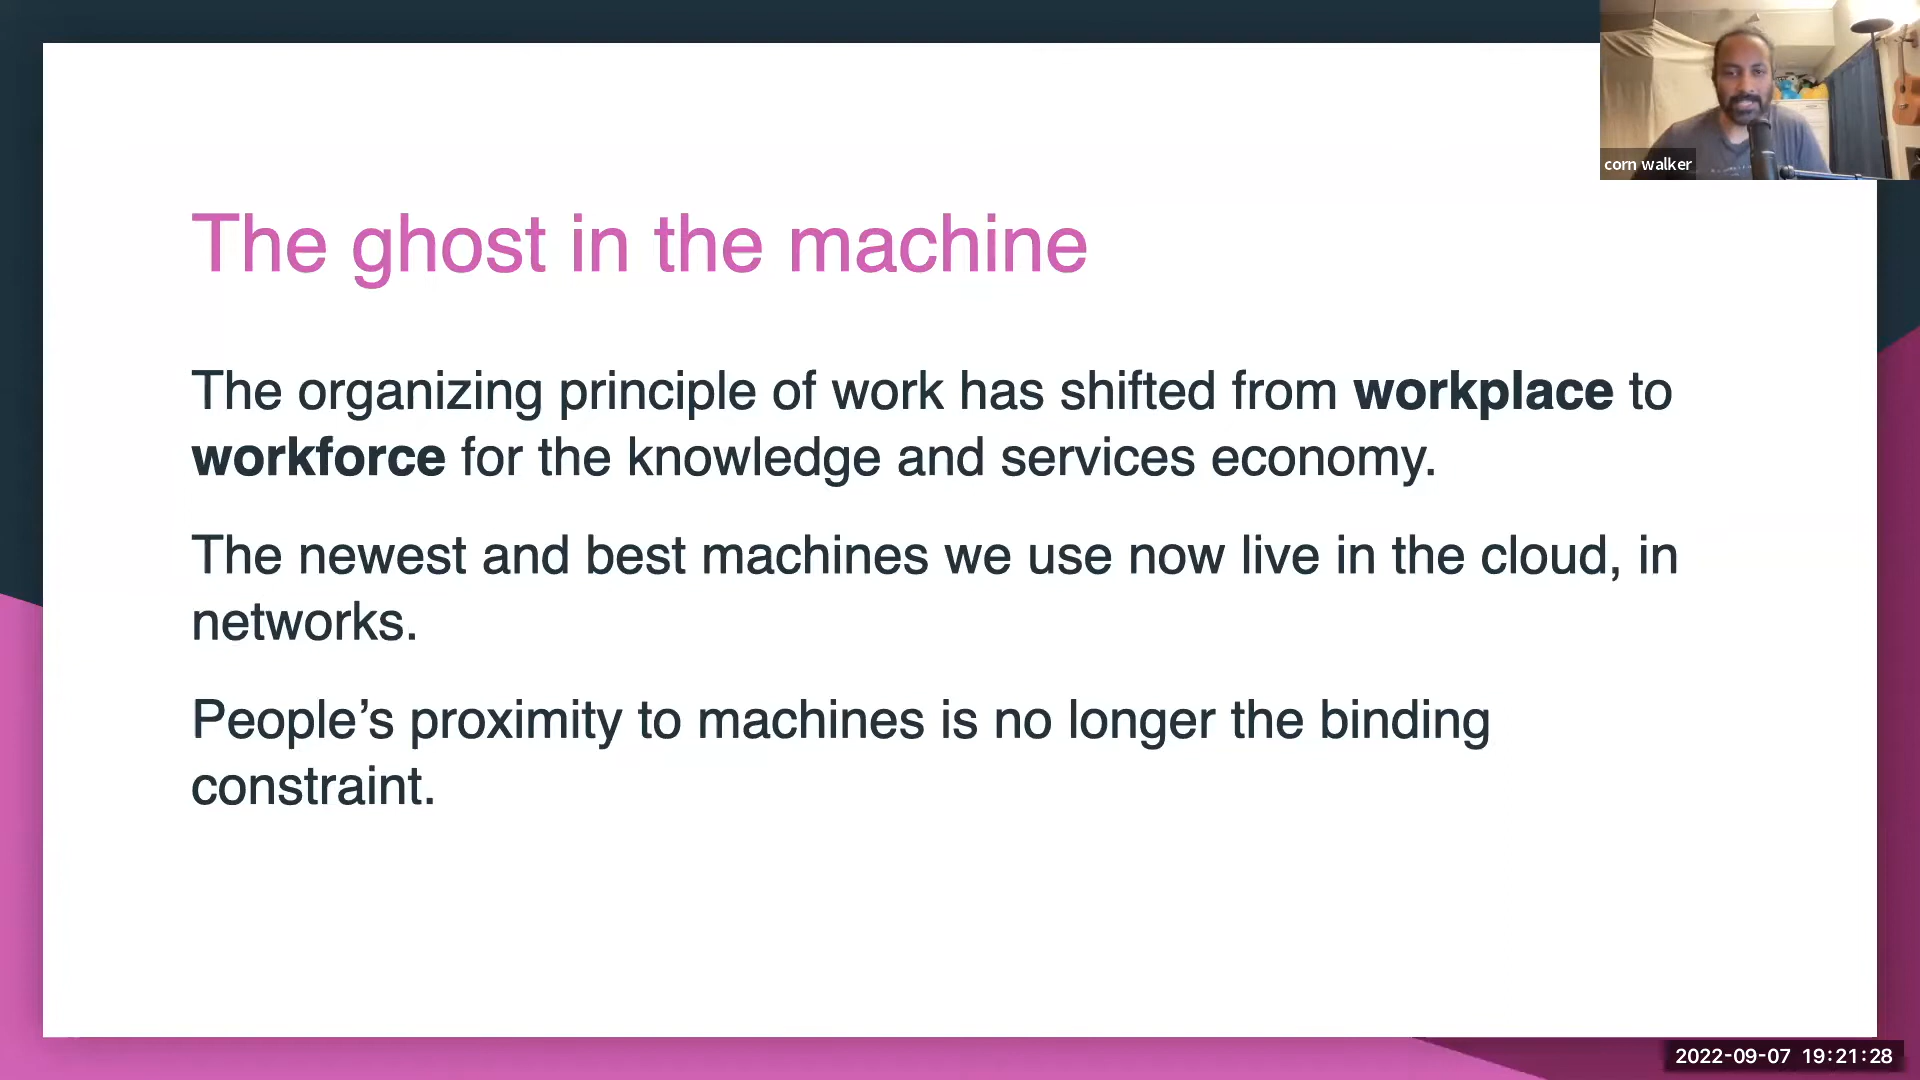 The ghost in the machine
The organizing principle of work has shifted from workplace to
workforce for the knowledge and services economy.
The newest and best machines we use now live in the cloud, in
networks.
People’s proximity to machines is no longer the binding
constraint.
corn walker
2022-09-07 19:21:28